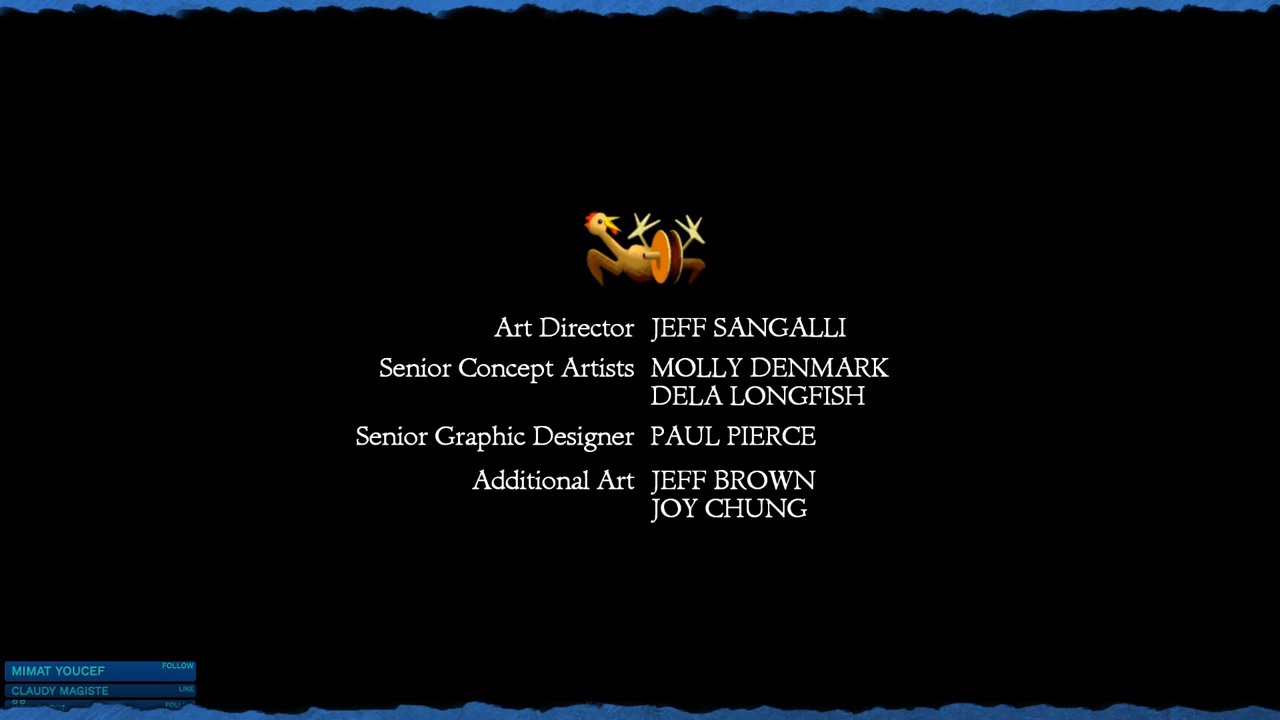 Art Director JEFF SANGALLI
Senior Concept Artists MOLLY DENMARK
DELA LONGFISH
Senior Graphic Designer PAUL PIERCE
Additional Art JEFF BROWN
JOY CHUNG
MIMAT YOUCEF FOLLOW
CLAUDY MAGISTE LIKE